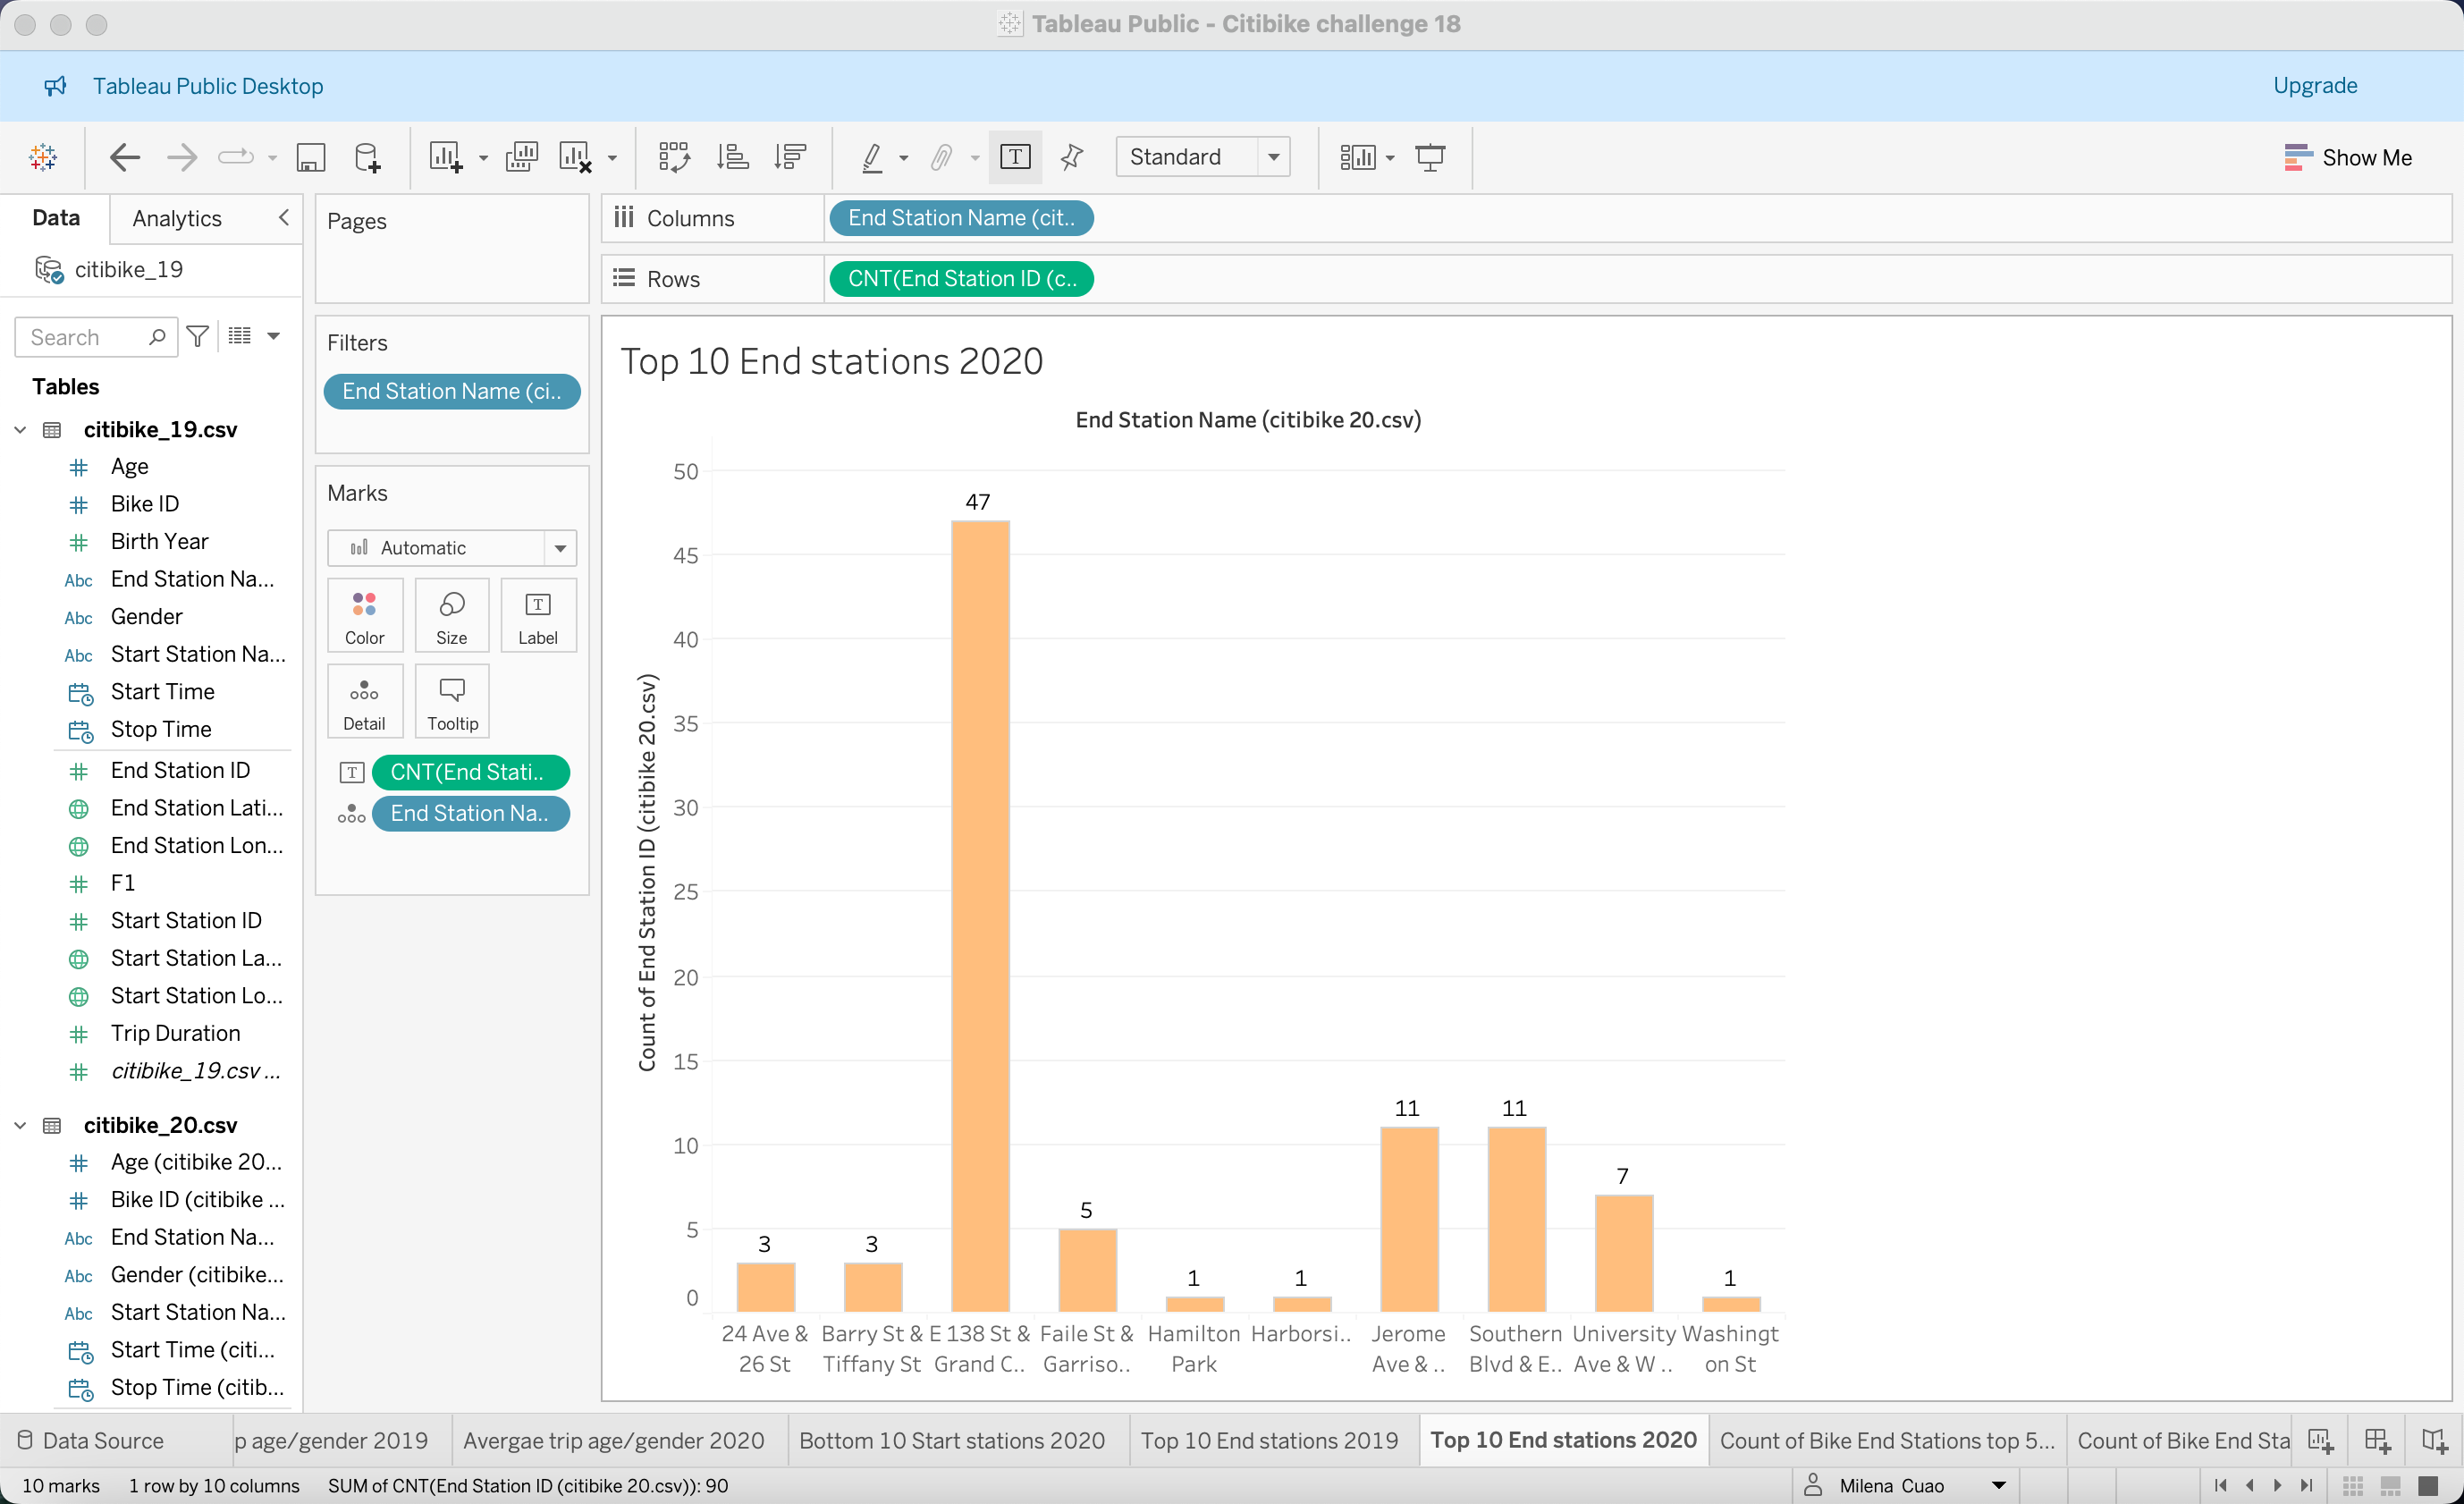 Tableau Public - Citibike challenge 18
Tableau Public Desktop
Upgrade
Standard
Show Me
Data
Analytics
citibike_19
Search
Tables
citibike_19.csv
Age
Bike ID
Birth Year
End Station Na...
Gender
Start Station Na...
Start Time
Stop Time
End Station ID
End Station Lati...
End Station Lon...
F1
Start Station ID
Start Station La...
Start Station Lo...
Trip Duration
citibike_19.csv ...
citibike_20.csv
Age (citibike 20...
Bike ID (citibike ...
End Station Na...
Gender (citibike...
Start Station Na...
Start Time (citi...
Stop Time (citib...
Pages
Filters
End Station Name (ci..
Marks
Automatic
Color
Size
Label
Detail
Tooltip
CNT(End Stati..
End Station Na..
Columns
End Station Name (cit..
Rows
CNT(End Station ID (c..
Top 10 End stations 2020
End Station Name (citibike 20.csv)
Count of End Station ID (citibike 20.csv)
50
45
40
35
30
25
20
15
10
5
0
3
3
47
5
1
1
11
11
7
1
24 Ave &
26 St
Barry St &
Tiffany St
E 138 St &
Grand C..
Faile St &
Garriso..
Hamilton
Park
Harborsi..
Jerome
Ave & ..
Southern
Blvd & E..
University
Ave & W ..
Washingt
on St
Data Source
p age/gender 2019
Avergae trip age/gender 2020
Bottom 10 Start stations 2020
Top 10 End stations 2019
Top 10 End stations 2020
Count of Bike End Stations top 5...
Count of Bike End Sta
10 marks
1 row by 10 columns
SUM of CNT(End Station ID (citibike 20.csv)): 90
Milena Cuao